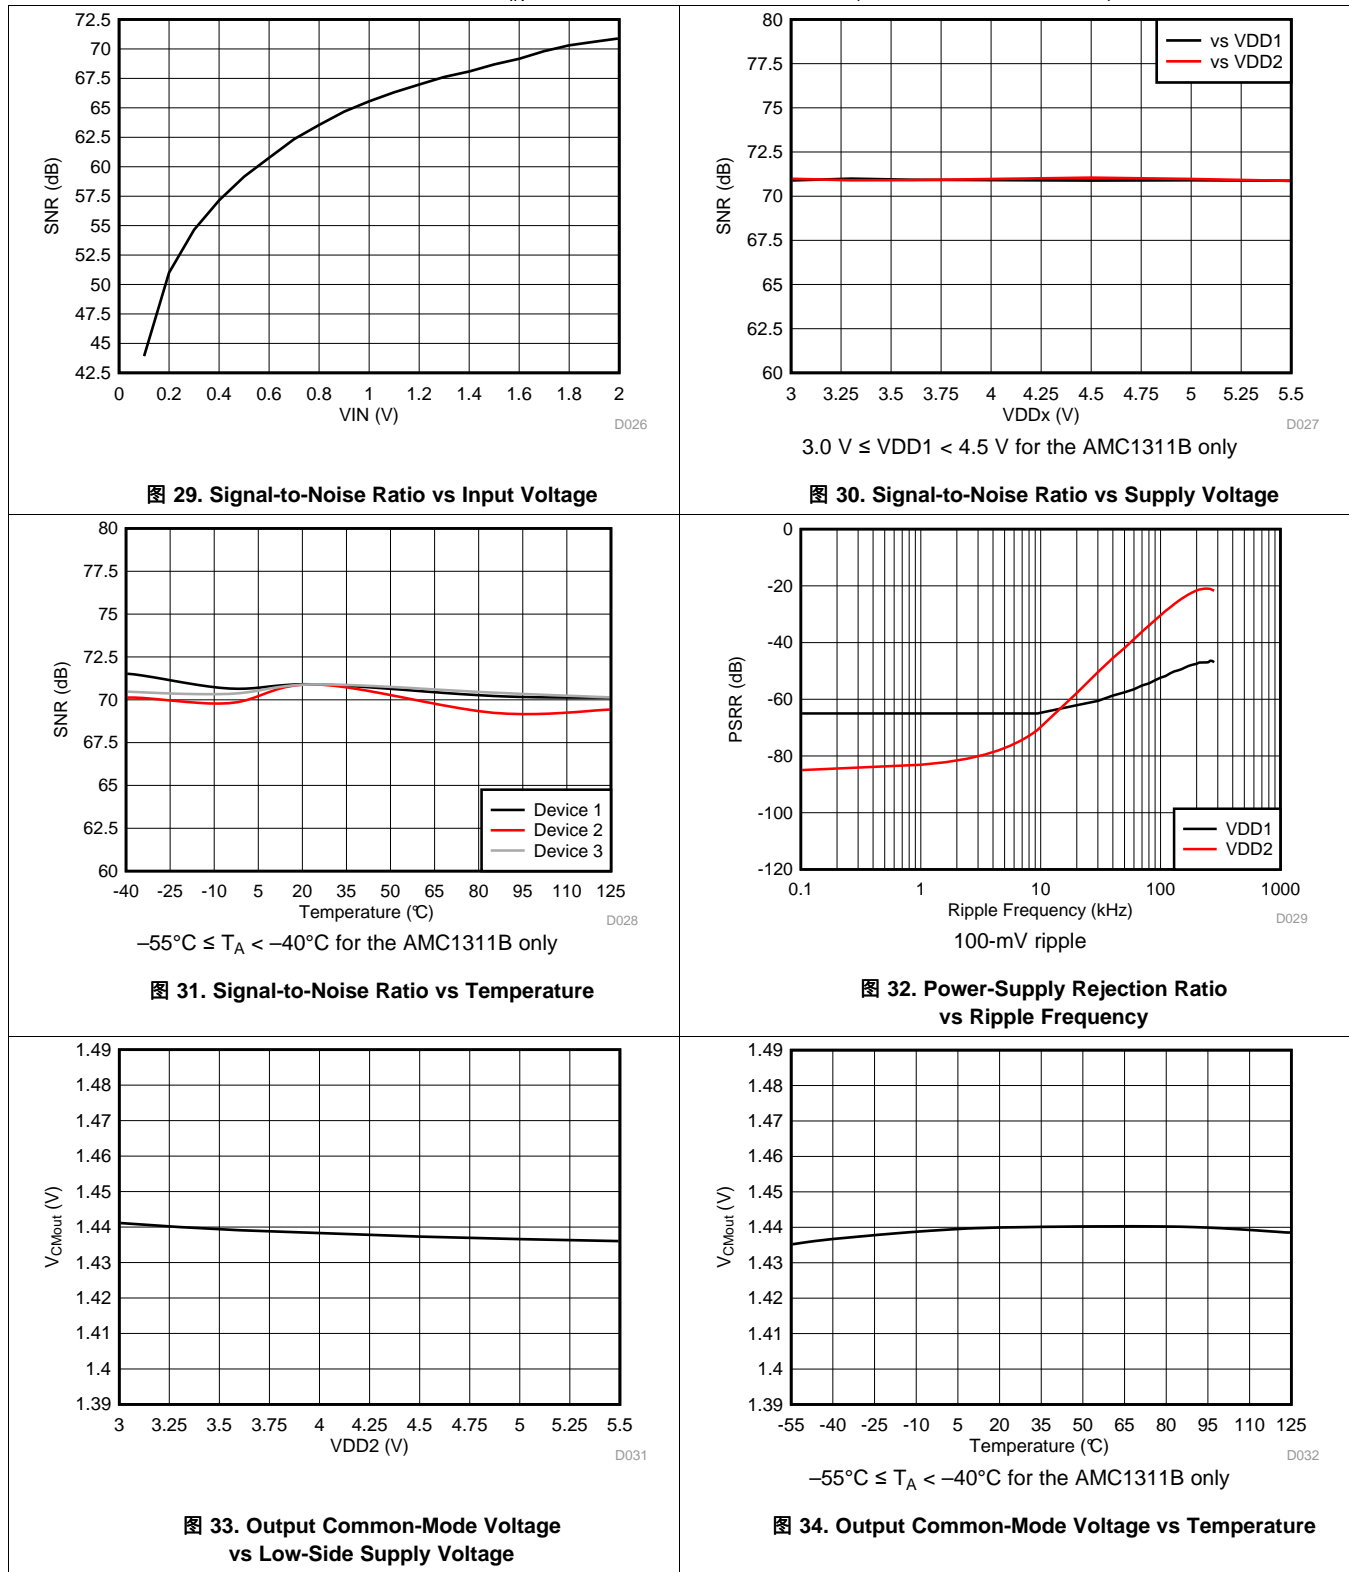 72.5
70
67.5
65
62.5
60
57.5
55
52.5
50
47.5
45
42.5
SNR (dB)
0 0.2 0.4 0.6 0.8 1 1.2 1.4 1.6 1.8 2
VIN (V)
D026
图 29. Signal-to-Noise Ratio vs Input Voltage
80
77.5
75
72.5
70
67.5
65
62.5
60
SNR (dB)
vs VDD1
vs VDD2
3 3.25 3.5 3.75 4 4.25 4.5 4.75 5 5.25 5.5
VDDx (V)
D027
3.0 V ≤ VDD1 < 4.5 V for the AMC1311B only
图 30. Signal-to-Noise Ratio vs Supply Voltage
80
77.5
75
72.5
70
67.5
65
62.5
60
SNR (dB)
Device 1
Device 2
Device 3
-40 -25 -10 5 20 35 50 65 80 95 110 125
Temperature (°C)
D028
–55°C ≤ TA < –40°C for the AMC1311B only
图 31. Signal-to-Noise Ratio vs Temperature
0
-20
-40
-60
-80
-100
-120
PSRR (dB)
VDD1
VDD2
0.1 1 10 100 1000
Ripple Frequency (kHz)
D029
100-mV ripple
图 32. Power-Supply Rejection Ratio
vs Ripple Frequency
1.49
1.48
1.47
1.46
1.45
1.44
1.43
1.42
1.41
1.4
1.39
VCMout (V)
3 3.25 3.5 3.75 4 4.25 4.5 4.75 5 5.25 5.5
VDD2 (V)
D031
图 33. Output Common-Mode Voltage
vs Low-Side Supply Voltage
1.49
1.48
1.47
1.46
1.45
1.44
1.43
1.42
1.41
1.4
1.39
VCMout (V)
-55 -40 -25 -10 5 20 35 50 65 80 95 110 125
Temperature (°C)
D032
–55°C ≤ TA < –40°C for the AMC1311B only
图 34. Output Common-Mode Voltage vs Temperature